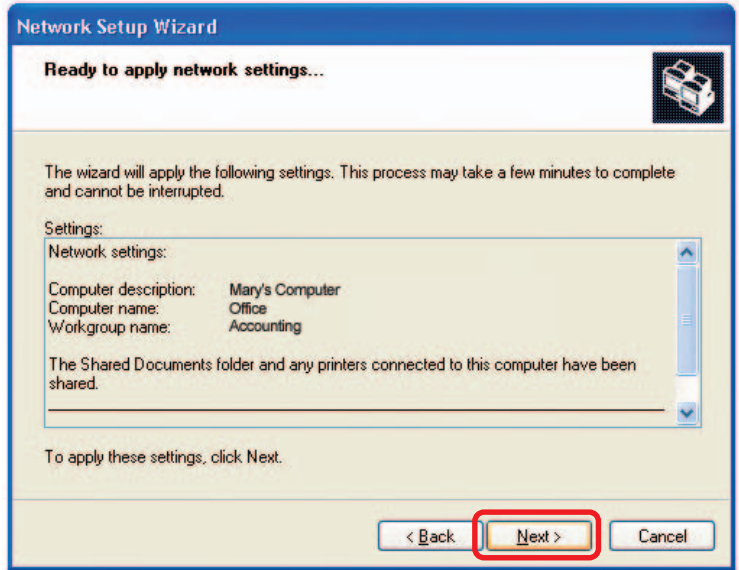 Network Setup Wizard
Ready to apply network settings...
The wizard will apply the following settings. This process may take a few minutes to complete
and cannot be interrupted.
Settings:
Network settings:
Computer description: Mary's Computer
Computer name: Office
Workgroup name: Accounting
The Shared Documents folder and any printers connected to this computer have been
shared.
To apply these settings, click Next.
< Back Next > Cancel